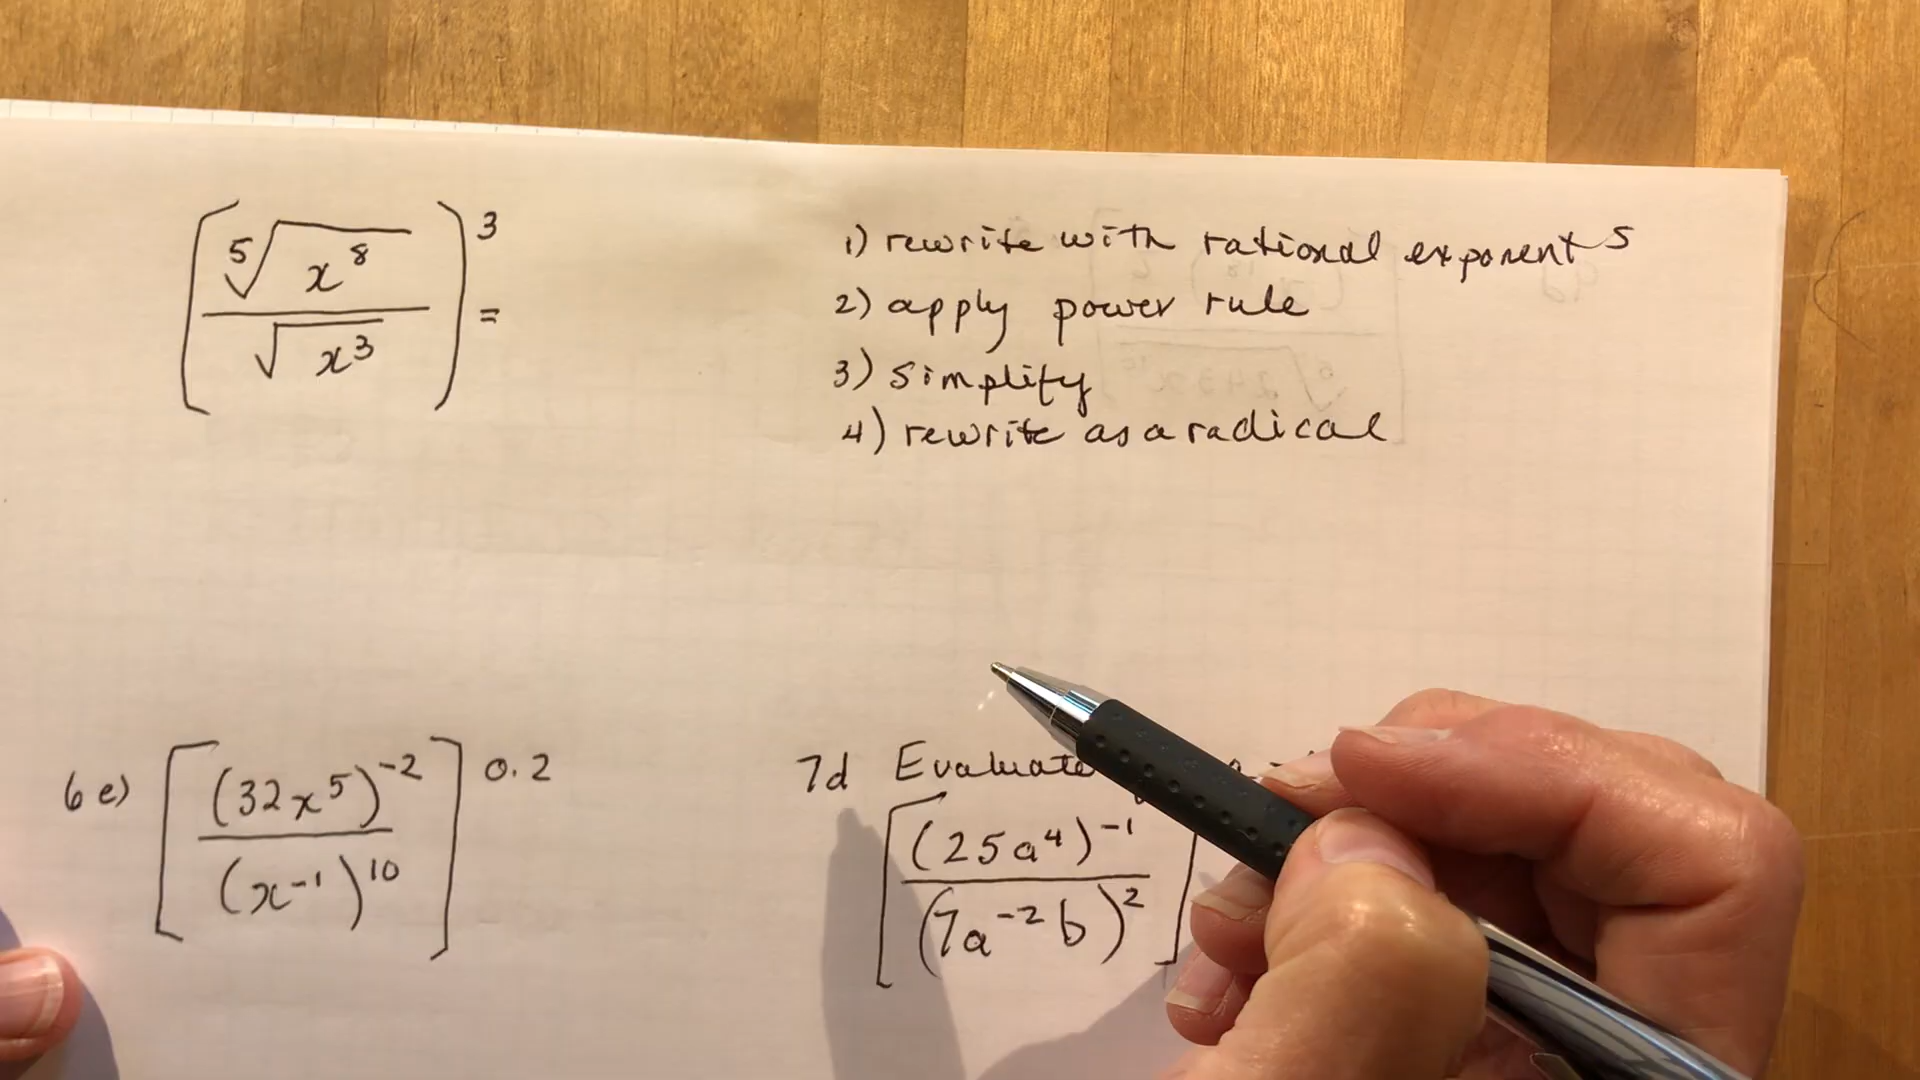 (⁵√x⁸ / √x³)³ =
1) rewrite with rational exponents
2) apply power rule
3) simplify
4) rewrite as a radical
6e) [(32x⁵)⁻² / (x⁻¹)¹⁰]^0.2
7d Evaluate
[(25a⁴)⁻¹ / (7a⁻²b)²]